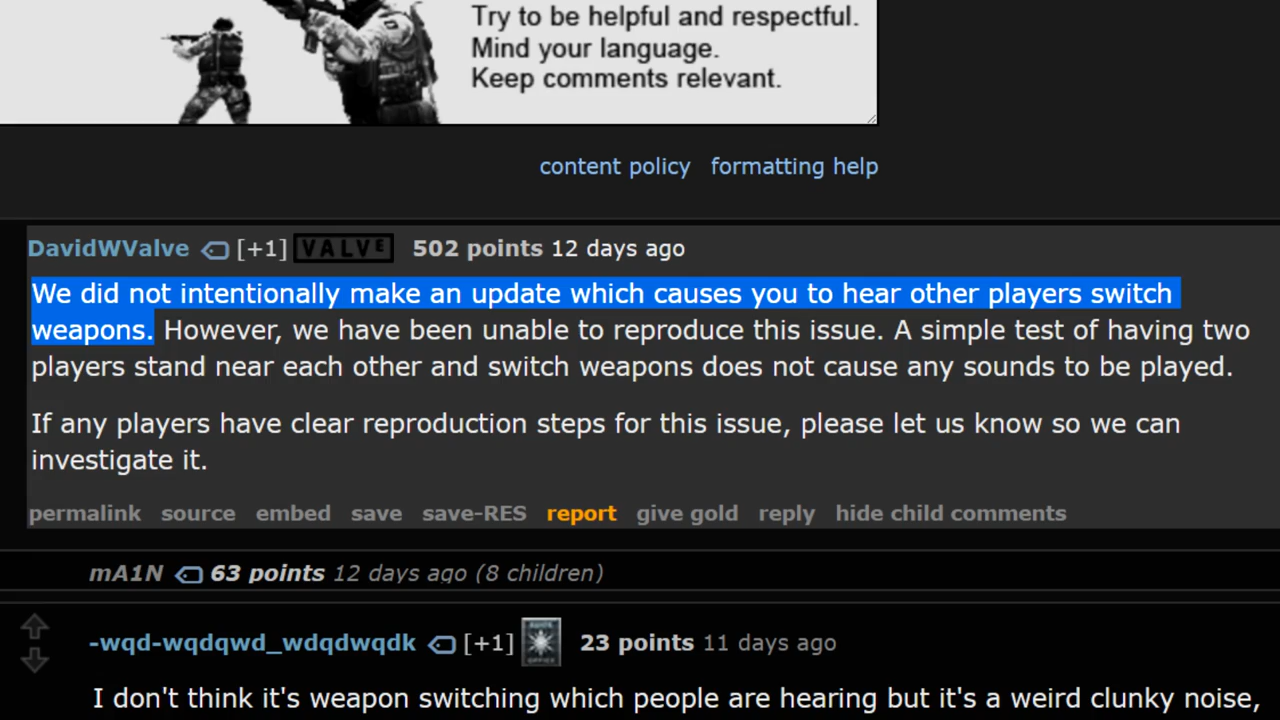 Try to be helpful and respectful.
Mind your language.
Keep comments relevant.
content policy formatting help
DavidWValve [+1] VALVE 502 points 12 days ago
We did not intentionally make an update which causes you to hear other players switch
weapons. However, we have been unable to reproduce this issue. A simple test of having two
players stand near each other and switch weapons does not cause any sounds to be played.
If any players have clear reproduction steps for this issue, please let us know so we can
investigate it.
permalink source embed save save-RES report give gold reply hide child comments
mA1N 63 points 12 days ago (8 children)
-wqd-wqdqwd_wdqdwqdk [+1] 23 points 11 days ago
I don't think it's weapon switching which people are hearing but it's a weird clunky noise,